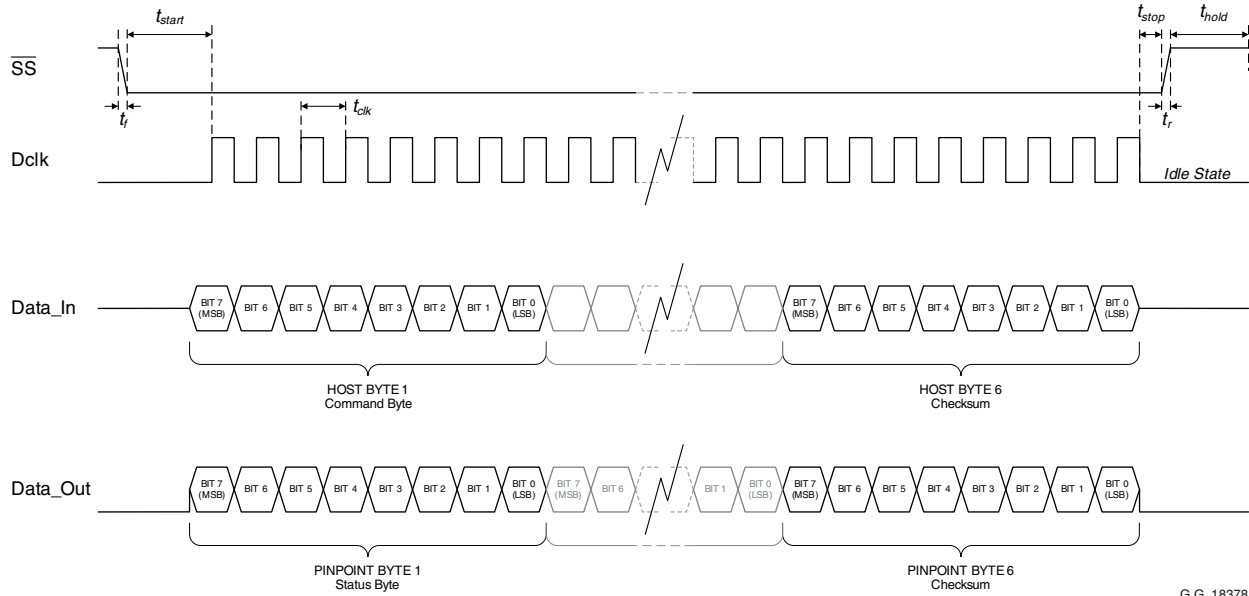 t_start
t_stop t_hold
SS
t_f
t_clk
t_r
Dclk
Idle State
Data_In
BIT 7 (MSB) BIT 6 BIT 5 BIT 4 BIT 3 BIT 2 BIT 1 BIT 0 (LSB) BIT 7 (MSB) BIT 6 BIT 5 BIT 4 BIT 3 BIT 2 BIT 1 BIT 0 (LSB)
HOST BYTE 1 HOST BYTE 6
Command Byte Checksum
Data_Out
BIT 7 (MSB) BIT 6 BIT 5 BIT 4 BIT 3 BIT 2 BIT 1 BIT 0 (LSB) BIT 7 (MSB) BIT 6 BIT 1 BIT 0 (LSB) BIT 7 (MSB) BIT 6 BIT 5 BIT 4 BIT 3 BIT 2 BIT 1 BIT 0 (LSB)
PINPOINT BYTE 1 PINPOINT BYTE 6
Status Byte Checksum
G.G. 18378